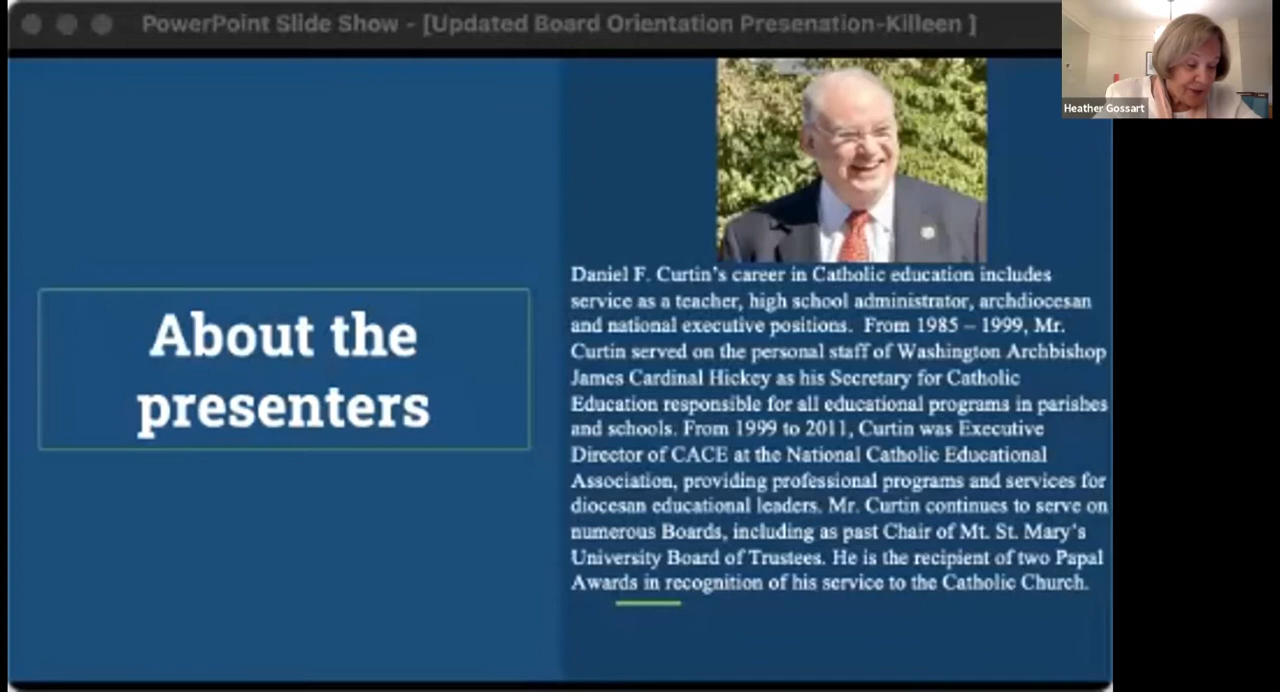 PowerPoint Slide Show - [Updated Board Orientation Presenation-Killeen ]
Heather Gossart
About the
presenters
Daniel F. Curtin's career in Catholic education includes
service as a teacher, high school administrator, archdiocesan
and national executive positions.  From 1985 – 1999, Mr.
Curtin served on the personal staff of Washington Archbishop
James Cardinal Hickey as his Secretary for Catholic
Education responsible for all educational programs in parishes
and schools. From 1999 to 2011, Curtin was Executive
Director of CACE at the National Catholic Educational
Association, providing professional programs and services for
diocesan educational leaders. Mr. Curtin continues to serve on
numerous Boards, including as past Chair of Mt. St. Mary's
University Board of Trustees. He is the recipient of two Papal
Awards in recognition of his service to the Catholic Church.